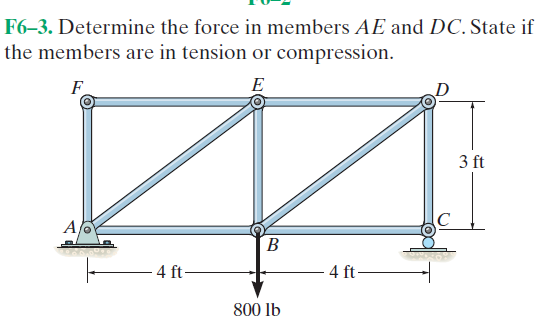 F6–3. Determine the force in members AE and DC. State if
the members are in tension or compression.
F
E
D
3 ft
A
B
C
4 ft
4 ft
800 lb